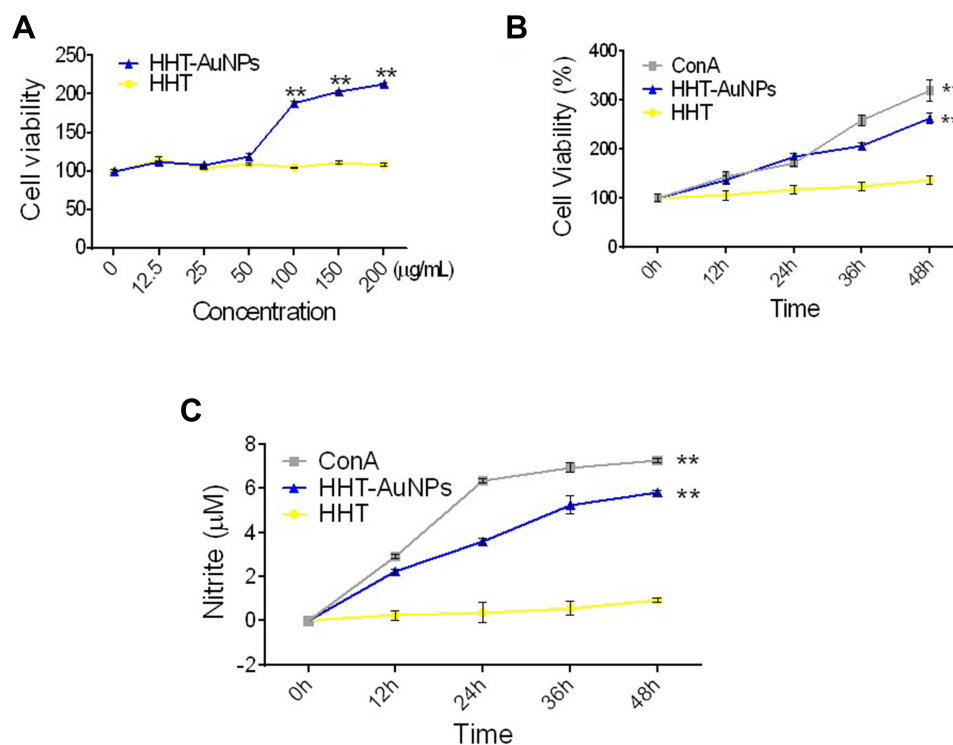 A
B
250
200
150
100
50
0
Cell viability
HHT-AuNPs
HHT
**
**
**
0
12.5
25
50
100
150
200
(μg/mL)
Concentration
400
300
200
100
0
Cell Viability (%)
ConA
HHT-AuNPs
HHT
0h
12h
24h
36h
48h
Time
C
8
6
4
2
0
-2
Nitrite (μM)
ConA
HHT-AuNPs
HHT
**
**
0h
12h
24h
36h
48h
Time